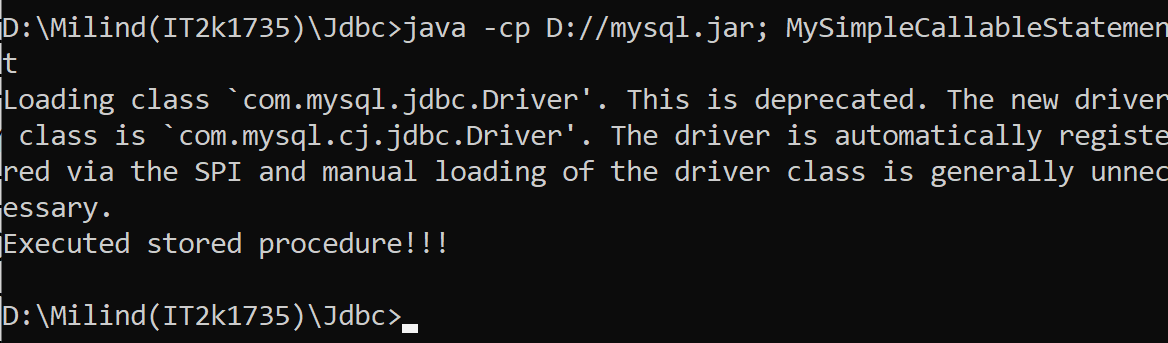 D:\Milind(IT2k1735)\Jdbc>java -cp D://mysql.jar; MySimpleCallableStatemen
t
Loading class `com.mysql.jdbc.Driver'. This is deprecated. The new driver
 class is `com.mysql.cj.jdbc.Driver'. The driver is automatically registe
red via the SPI and manual loading of the driver class is generally unnec
essary.
Executed stored procedure!!!
D:\Milind(IT2k1735)\Jdbc>